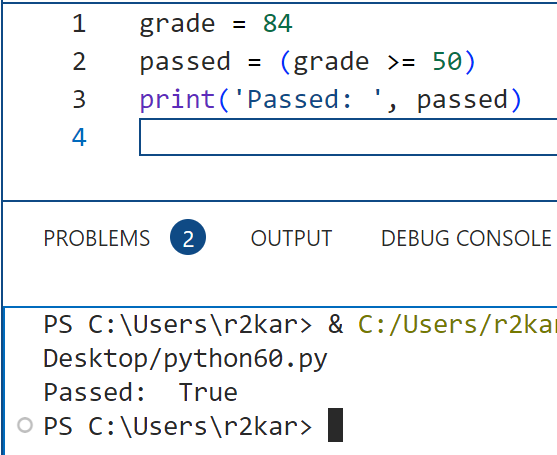 1 grade = 84
2 passed = (grade >= 50)
3 print('Passed: ', passed)
4
PROBLEMS 2 OUTPUT DEBUG CONSOLE
PS C:\Users\r2kar> & C:/Users/r2kar
Desktop/python60.py
Passed:  True
PS C:\Users\r2kar>